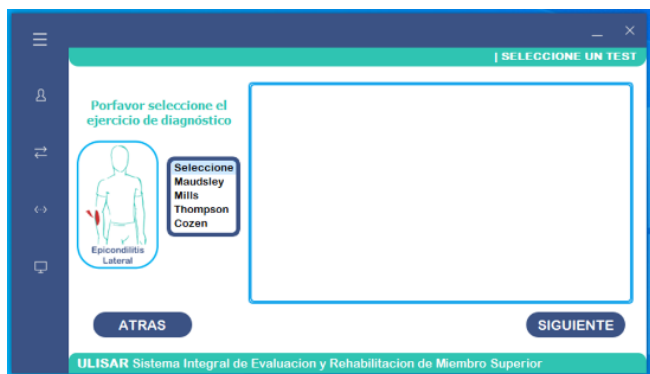 | SELECCIONE UN TEST
Porfavor seleccione el
ejercicio de diagnóstico
Seleccione
Maudsley
Mills
Thompson
Cozen
Epicondilitis
Lateral
ATRAS
SIGUIENTE
ULISAR Sistema Integral de Evaluacion y Rehabilitacion de Miembro Superior